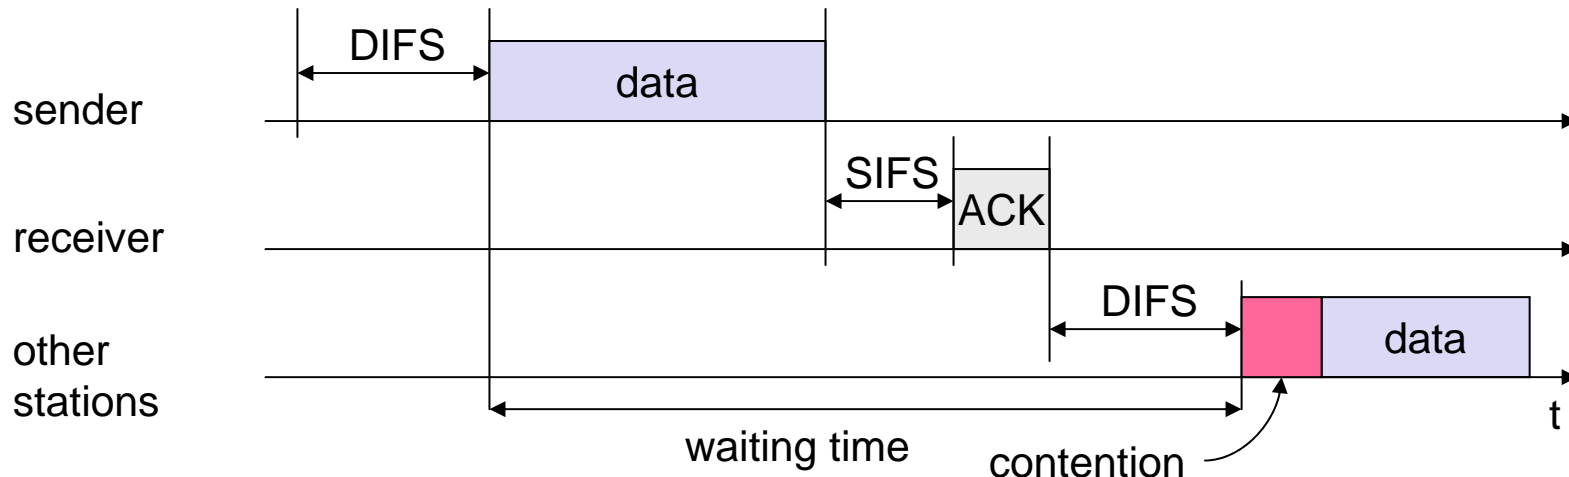 DIFS
data
sender
SIFS
ACK
receiver
DIFS
data
other
stations
t
waiting time
contention